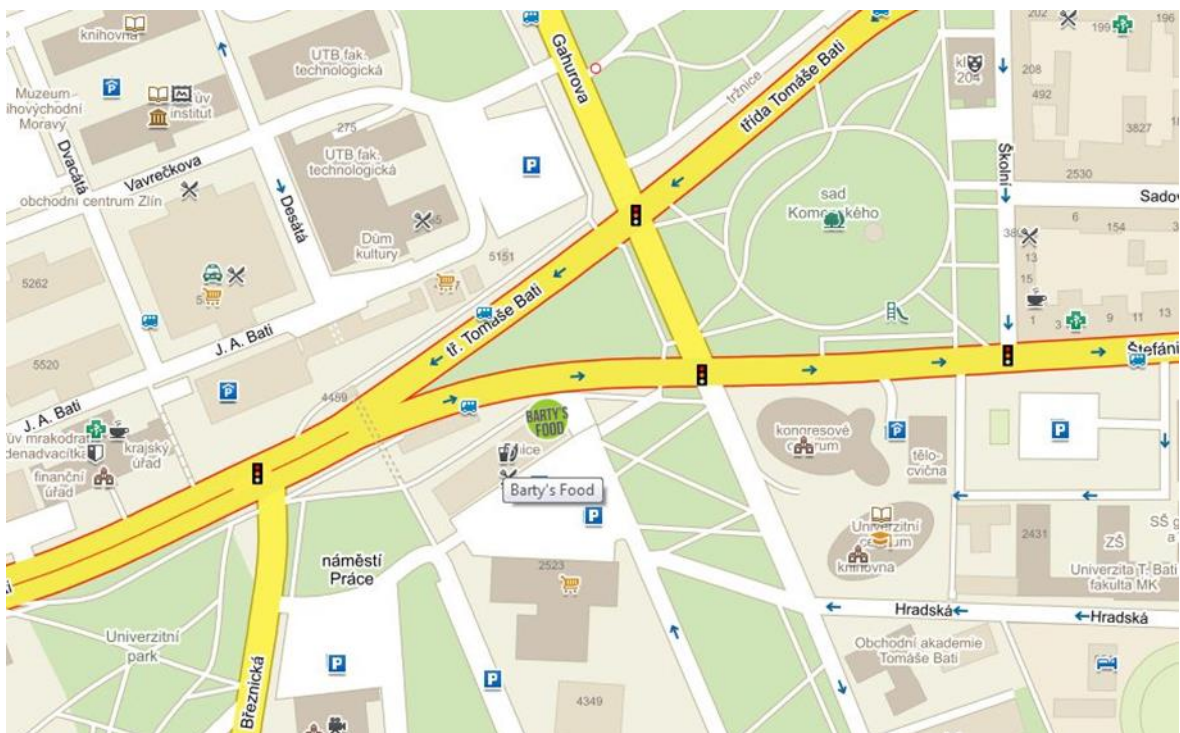 knihovna
Muzeum
Moravy
institut
Dvacátá
Vavrečkova
obchodní centrum Zlín
Desátá
UTB fak.
technologická
275
UTB fak.
technologická
Dům
kultury
5151
Gahurova
tržnice
třída Tomáše Bati
tř. Tomáše Bati
P
P
sad
204
202
199
196
208
492
3827
2530
Školní
Sadov
6
154
13
15
1
3
9
11
13
5262
5520
J. A. Bati
J. A. Bati
P
4489
krajský
úřad
finanční
úřad
BARTY'S
FOOD
Barty's Food
P
náměstí
Práce
2523
Univerzitní
park
Březnická
P
P
4349
kongresové
centrum
P
tělo-
cvična
P
Univerzitní
centrum
knihovna
2431
ZŠ
SŠ g
a
Univerzita T. Bati
fakulta MK
Hradská
Hradská
Obchodní akademie
Tomáše Bati